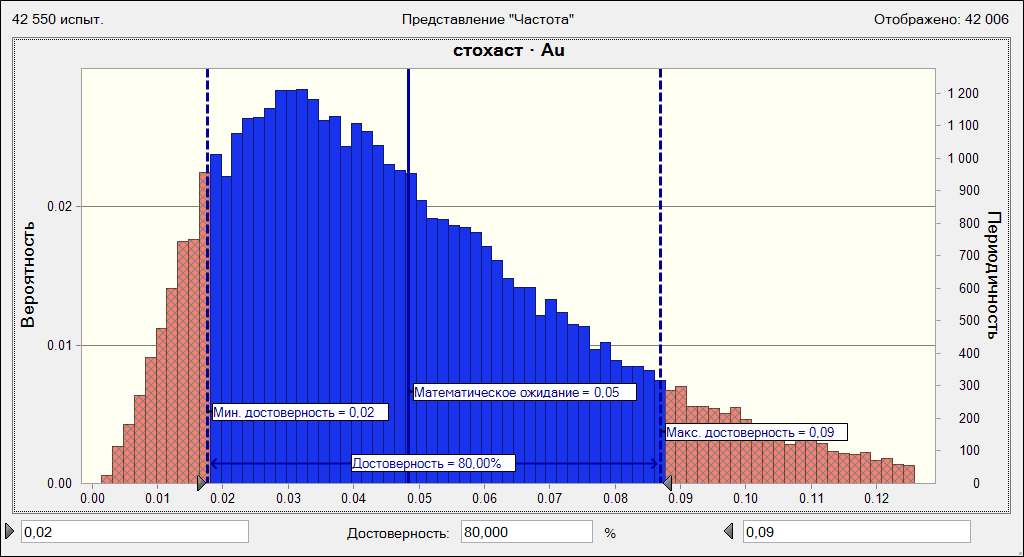 42 550 испыт.
Представление "Частота"
Отображено: 42 006
стохаст · Au
Вероятность
0.02
0.01
0.00
1 200
1 100
1 000
900
800
700
600
500
400
300
200
100
0
Периодичность
Математическое ожидание = 0,05
Мин. достоверность = 0,02
Макс. достоверность = 0,09
Достоверность = 80,00%
0.00 0.01 0.02 0.03 0.04 0.05 0.06 0.07 0.08 0.09 0.10 0.11 0.12
0,02
Достоверность: 80,000 %
0,09